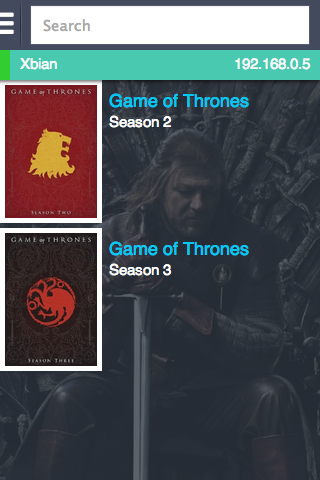 Search
Xbian 192.168.0.5
GAME OF THRONES
SEASON TWO
Game of Thrones
Season 2
GAME OF THRONES
SEASON THREE
Game of Thrones
Season 3